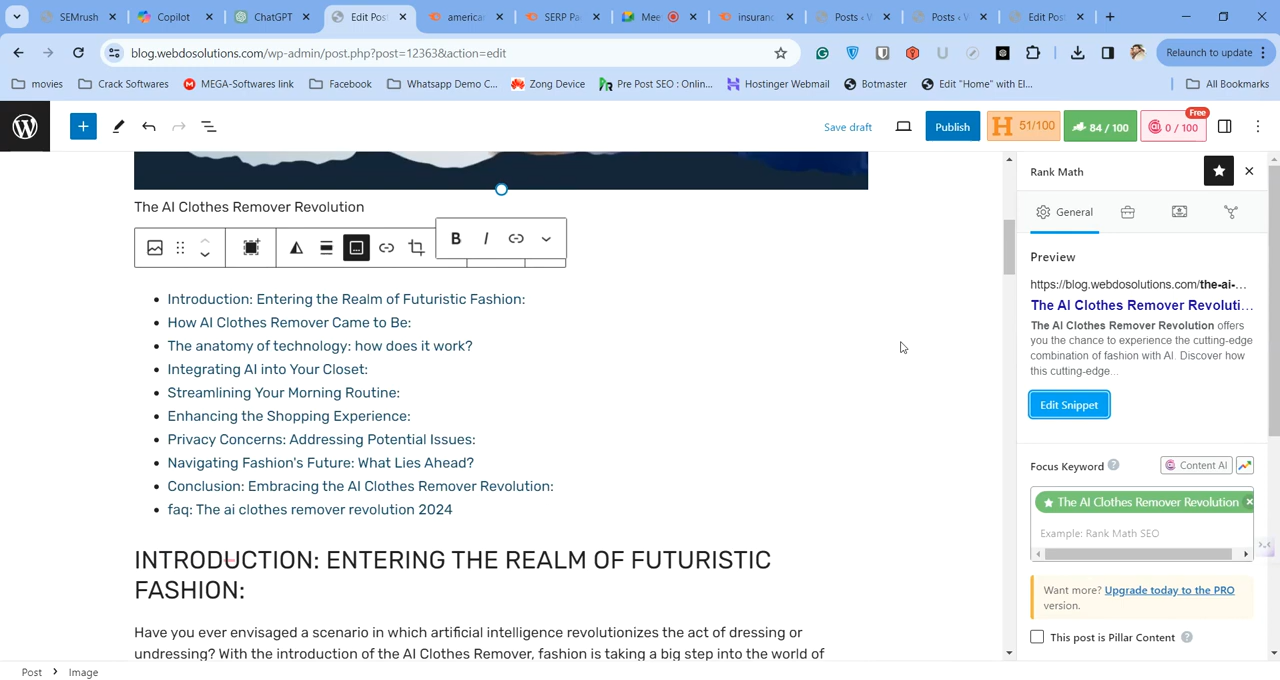 SEMrush
Copilot
ChatGPT
Edit Post
american
SERP Pa
Mee
insuranc
Posts ‹ V
Posts ‹ W
Edit Post
blog.webdosolutions.com/wp-admin/post.php?post=12363&action=edit
Relaunch to update
movies
Crack Softwares
MEGA-Softwares link
Facebook
Whatsapp Demo C...
Zong Device
Pre Post SEO : Onlin...
Hostinger Webmail
Botmaster
Edit "Home" with El...
All Bookmarks
Save draft
Publish
H 51/100
84 / 100
0 / 100
Free
The AI Clothes Remover Revolution
B I
Introduction: Entering the Realm of Futuristic Fashion:
How AI Clothes Remover Came to Be:
The anatomy of technology: how does it work?
Integrating AI into Your Closet:
Streamlining Your Morning Routine:
Enhancing the Shopping Experience:
Privacy Concerns: Addressing Potential Issues:
Navigating Fashion's Future: What Lies Ahead?
Conclusion: Embracing the AI Clothes Remover Revolution:
faq: The ai clothes remover revolution 2024
INTRODUCTION: ENTERING THE REALM OF FUTURISTIC
FASHION:
Have you ever envisaged a scenario in which artificial intelligence revolutionizes the act of dressing or
undressing? With the introduction of the AI Clothes Remover, fashion is taking a big step into the world of
Rank Math
General
Preview
https://blog.webdosolutions.com/the-ai-...
The AI Clothes Remover Revoluti...
The AI Clothes Remover Revolution offers
you the chance to experience the cutting-edge
combination of fashion with AI. Discover how
this cutting-edge...
Edit Snippet
Focus Keyword
Content AI
The AI Clothes Remover Revolution
Example: Rank Math SEO
Want more? Upgrade today to the PRO
version.
This post is Pillar Content
Post
Image